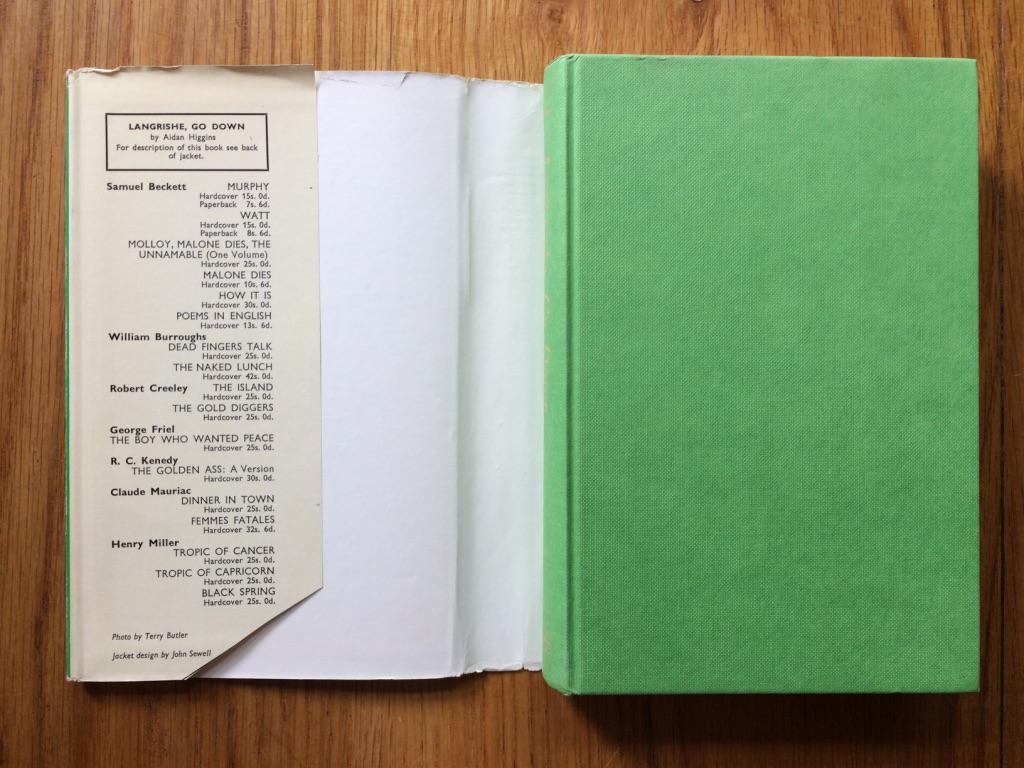 LANGRISHE, GO DOWN
by Aidan Higgins
For description of this book see back
of jacket.
Samuel Beckett MURPHY
Hardcover 15s. 0d.
Paperback 7s. 6d.
WATT
Hardcover 15s. 0d.
Paperback 8s. 6d.
MOLLOY, MALONE DIES, THE
UNNAMABLE (One Volume)
Hardcover 25s. 0d.
MALONE DIES
Hardcover 10s. 6d.
HOW IT IS
Hardcover 30s. 0d.
POEMS IN ENGLISH
Hardcover 13s. 6d.
William Burroughs
DEAD FINGERS TALK
Hardcover 25s. 0d.
THE NAKED LUNCH
Hardcover 42s. 0d.
Robert Creeley THE ISLAND
Hardcover 25s. 0d.
THE GOLD DIGGERS
Hardcover 25s. 0d.
George Friel
THE BOY WHO WANTED PEACE
Hardcover 25s. 0d.
R. C. Kenedy
THE GOLDEN ASS: A Version
Hardcover 30s. 0d.
Claude Mauriac
DINNER IN TOWN
Hardcover 25s. 0d.
FEMMES FATALES
Hardcover 32s. 6d.
Henry Miller
TROPIC OF CANCER
Hardcover 25s. 0d.
TROPIC OF CAPRICORN
Hardcover 25s. 0d.
BLACK SPRING
Hardcover 25s. 0d.
Photo by Terry Butler
Jacket design by John Sewell